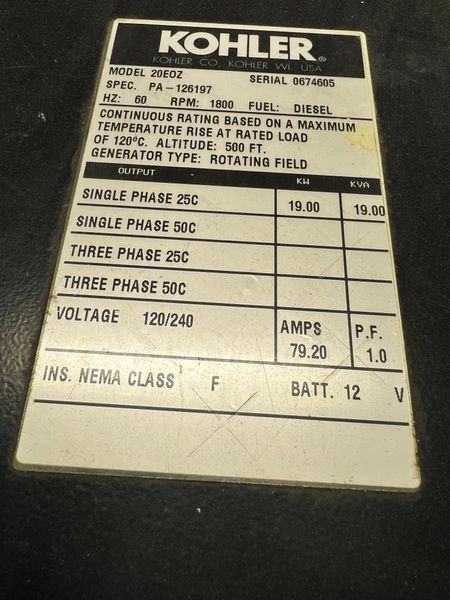 KOHLER®
KOHLER CO. KOHLER WI. USA
MODEL 20EOZ SERIAL 0674605
SPEC. PA-126197
HZ: 60 RPM: 1800 FUEL: DIESEL
CONTINUOUS RATING BASED ON A MAXIMUM
TEMPERATURE RISE AT RATED LOAD
OF 120ºC. ALTITUDE: 500 FT.
GENERATOR TYPE: ROTATING FIELD
OUTPUT KW KVA
SINGLE PHASE 25C 19.00 19.00
SINGLE PHASE 50C
THREE PHASE 25C
THREE PHASE 50C
VOLTAGE 120/240 AMPS P.F.
79.20 1.0
INS. NEMA CLASS F BATT. 12 V